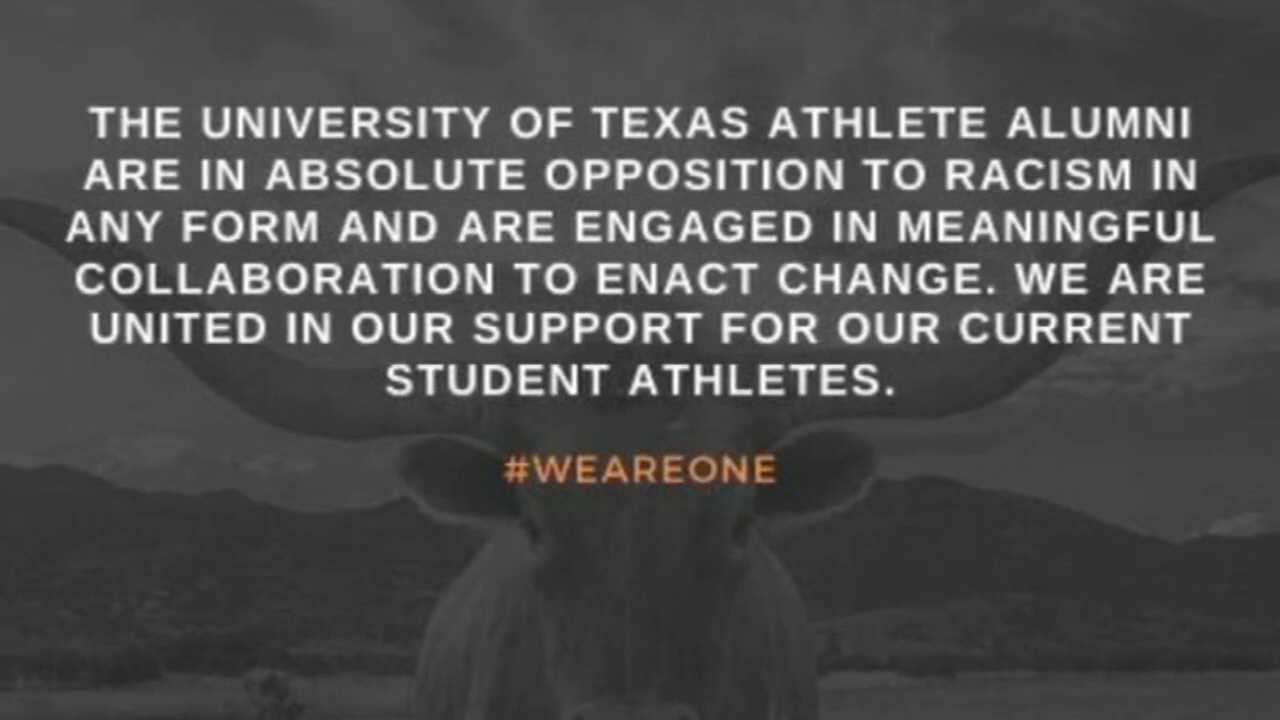 THE UNIVERSITY OF TEXAS ATHLETE ALUMNI
ARE IN ABSOLUTE OPPOSITION TO RACISM IN
ANY FORM AND ARE ENGAGED IN MEANINGFUL
COLLABORATION TO ENACT CHANGE. WE ARE
UNITED IN OUR SUPPORT FOR OUR CURRENT
STUDENT ATHLETES.
#WEAREONE